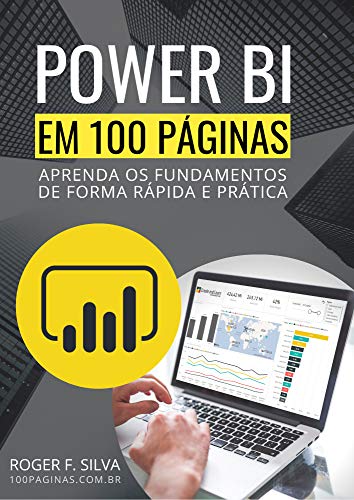 POWER BI
EM 100 PÁGINAS
APRENDA OS FUNDAMENTOS
DE FORMA RÁPIDA E PRÁTICA
ROGER F. SILVA
100PAGINAS.COM.BR